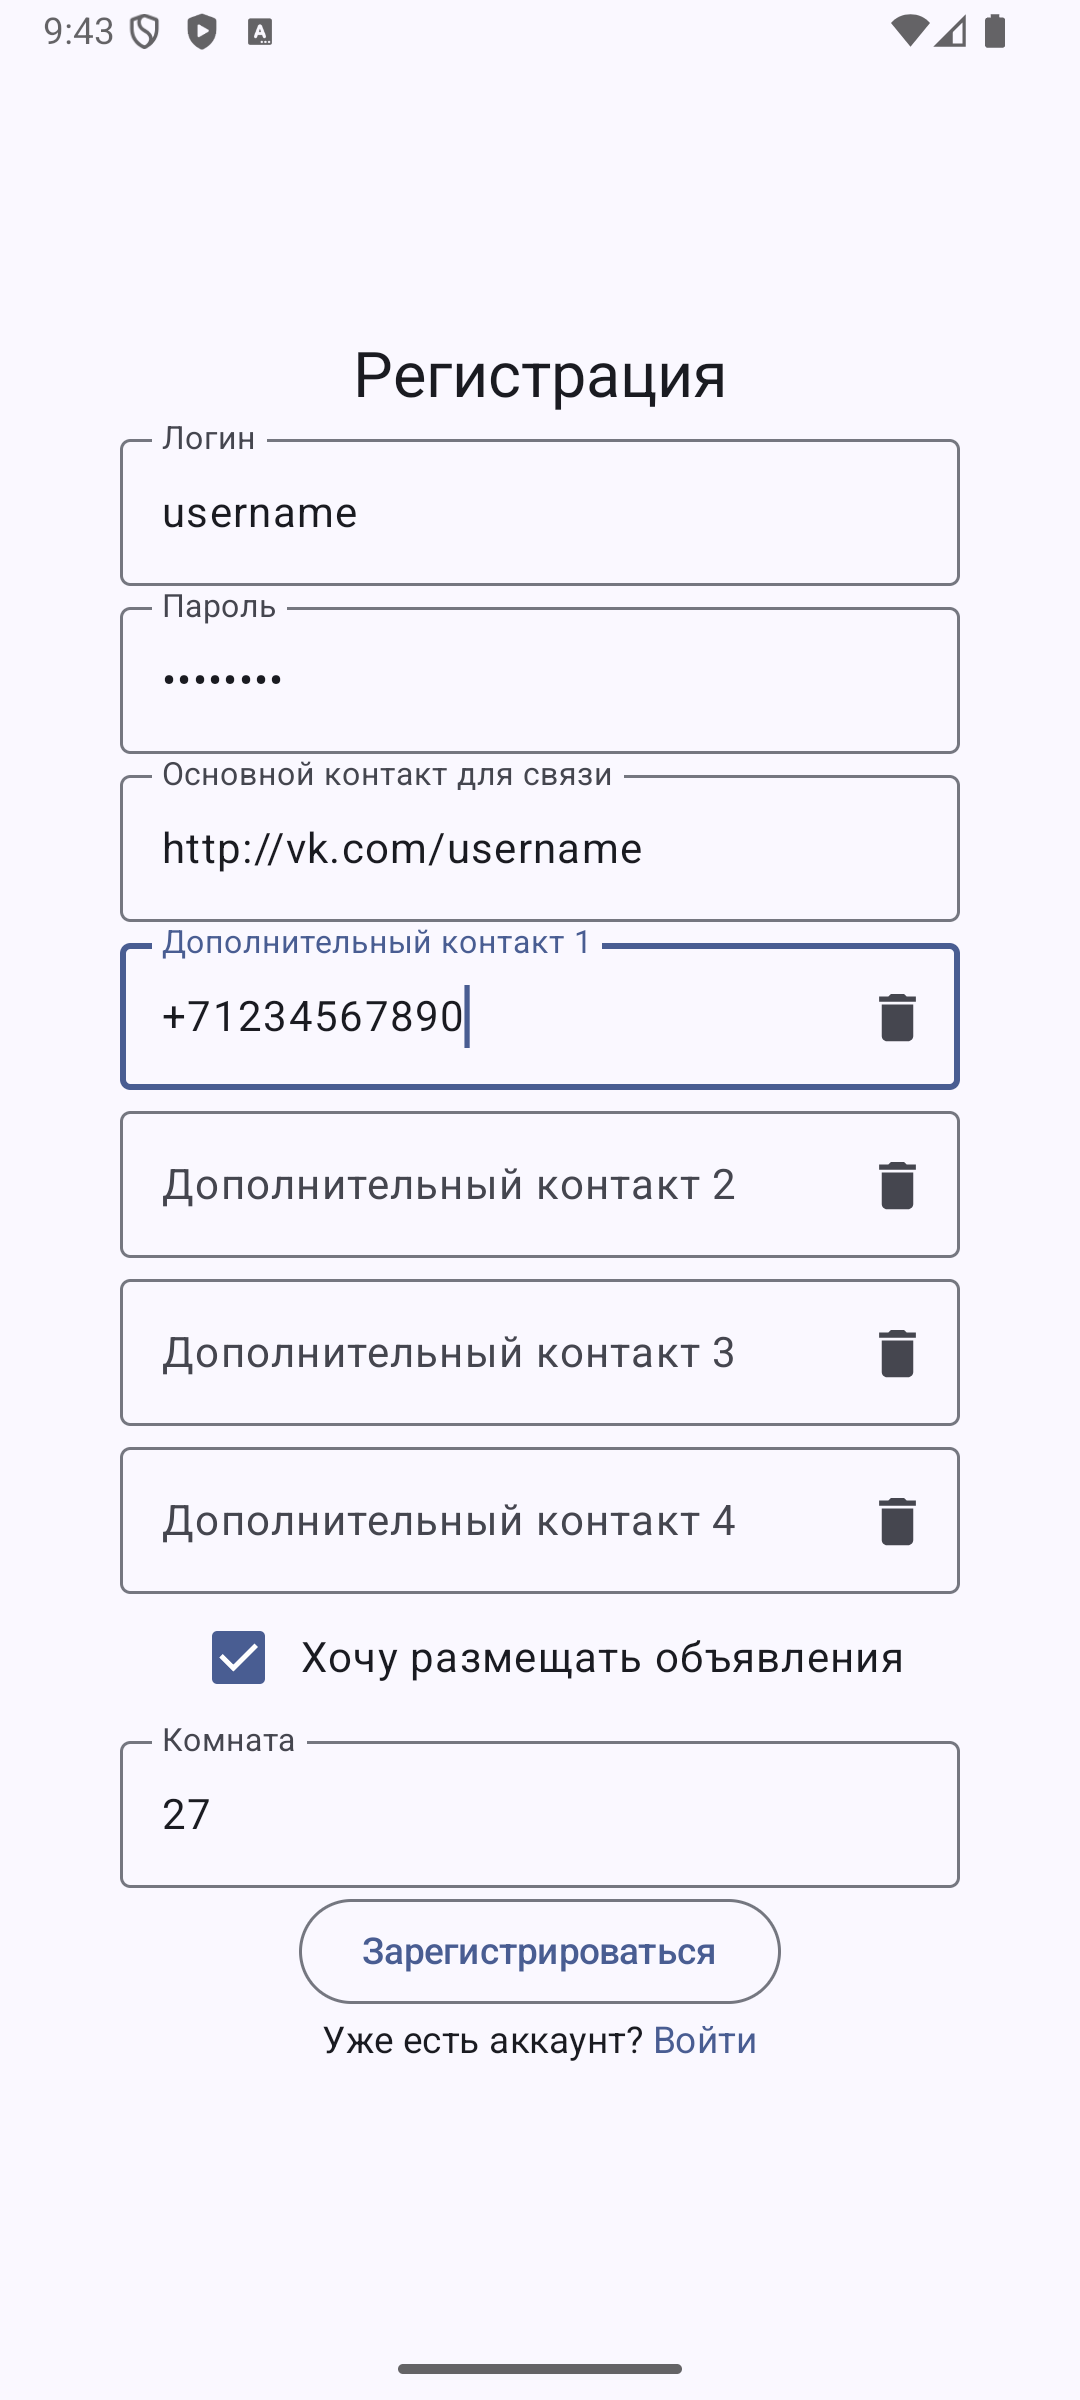 9:43
Регистрация
Логин
username
Пароль
••••••••
Основной контакт для связи
http://vk.com/username
Дополнительный контакт 1
+71234567890
Дополнительный контакт 2
Дополнительный контакт 3
Дополнительный контакт 4
Хочу размещать объявления
Комната
27
Зарегистрироваться
Уже есть аккаунт? Войти